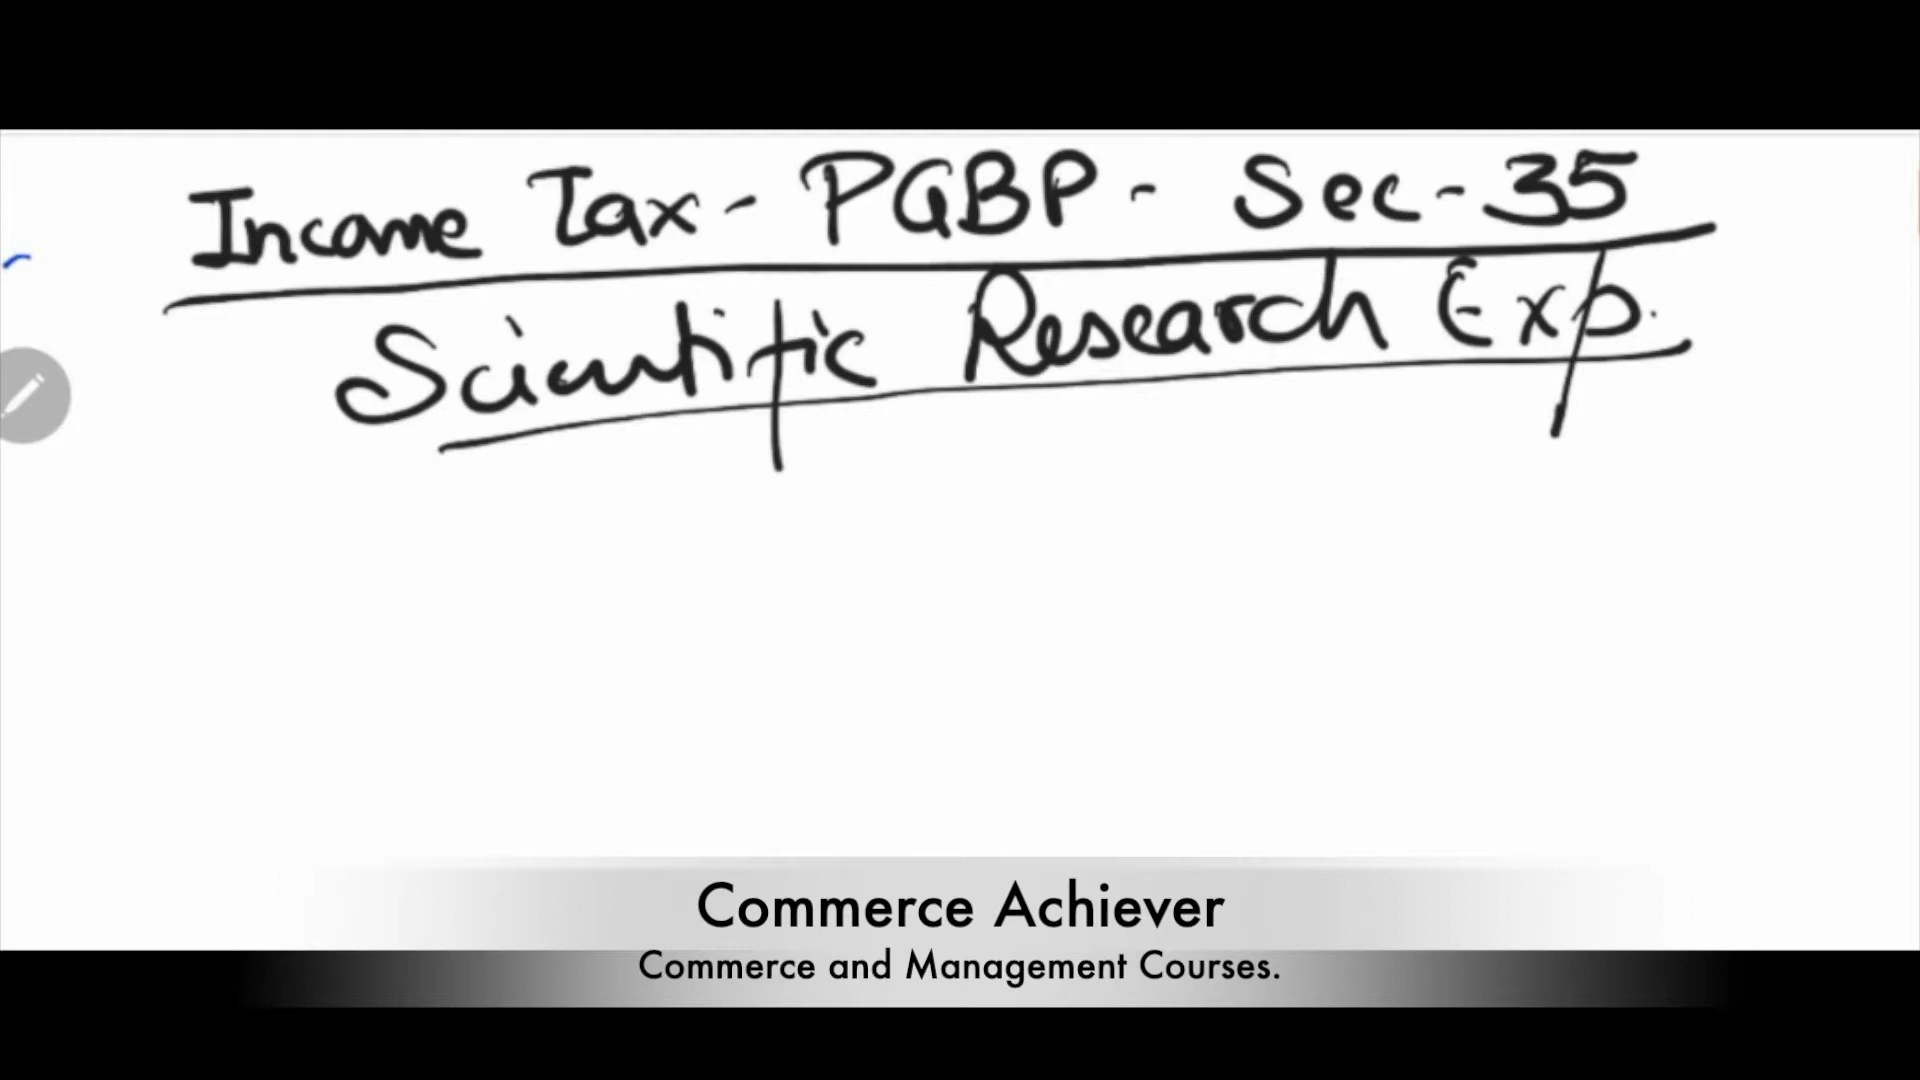 Income Tax - PGBP - Sec - 35
Scientific Research Exp.
Commerce Achiever
Commerce and Management Courses.